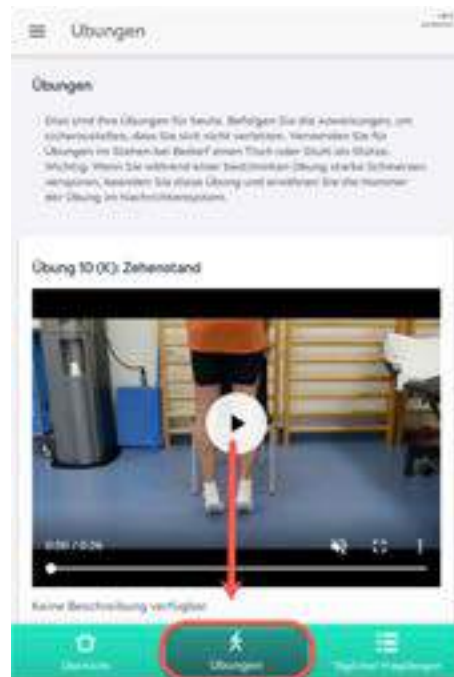 Übungen
Übungen
Dies sind Ihre Übungen für heute. Befolgen Sie die Anweisungen, um
sicherzustellen, dass Sie sich nicht verletzen. Verwenden Sie für
Übungen im Stehen bei Bedarf einen Tisch oder Stuhl als Stütze.
Wichtig: Wenn Sie während einer bestimmten Übung starke Schmerzen
verspüren, beenden Sie diese Übung und erwähnen Sie die Nummer
der Übung im Nachrichtensystem.
Übung 10 (K): Zehenstand
0:00 / 0:26
Keine Beschreibung verfügbar
Übersicht
Übungen